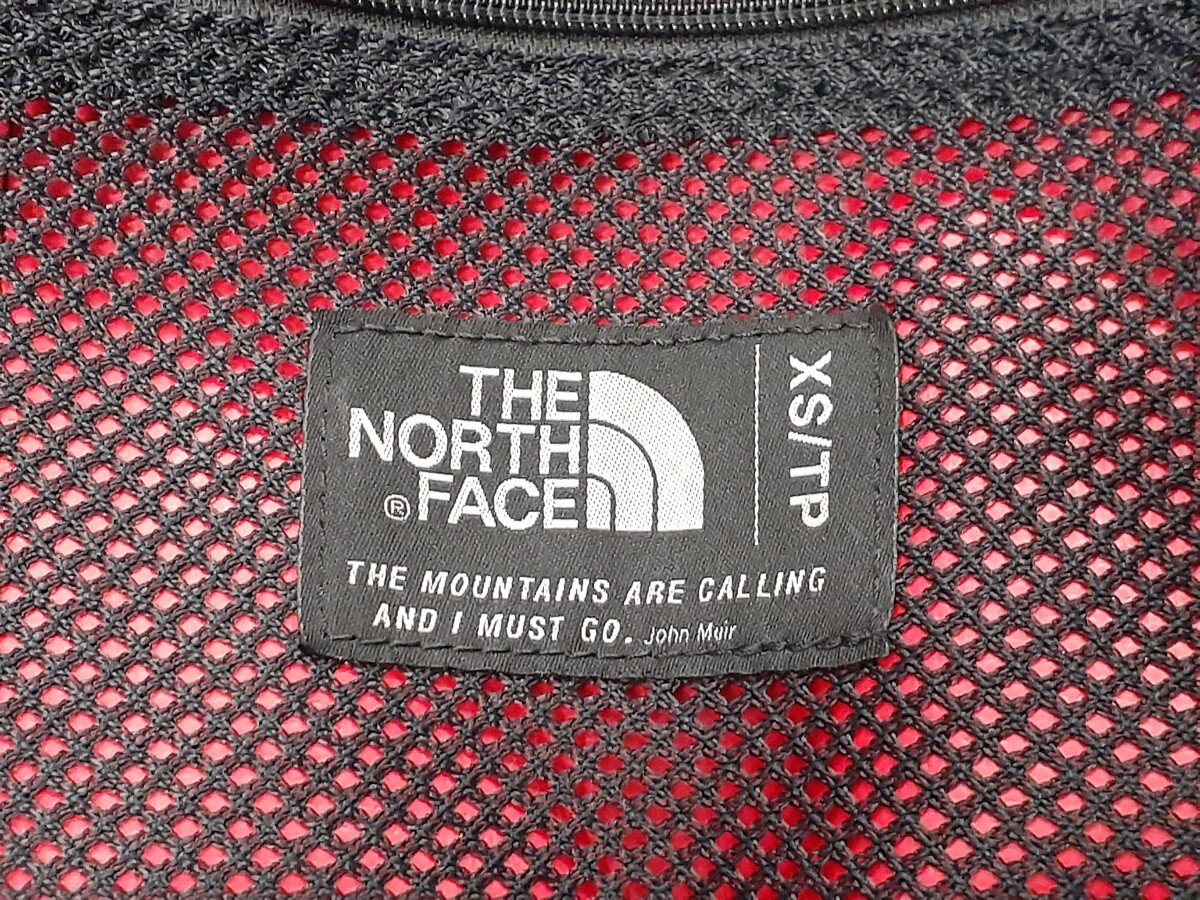 THE
NORTH
® FACE
XS/TP
THE MOUNTAINS ARE CALLING
AND I MUST GO. John Muir